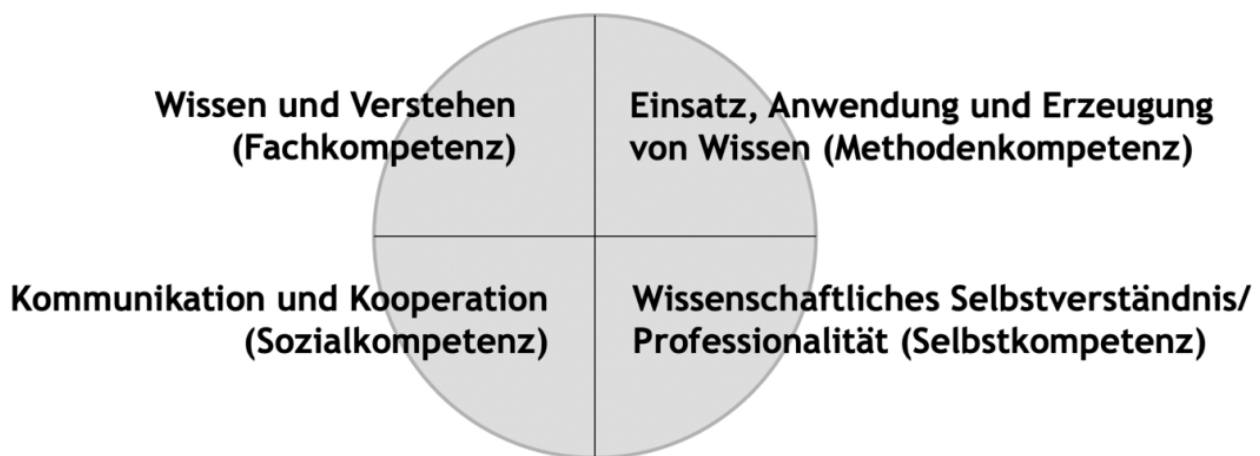 Wissen und Verstehen
(Fachkompetenz)
Einsatz, Anwendung und Erzeugung
von Wissen (Methodenkompetenz)
Kommunikation und Kooperation
(Sozialkompetenz)
Wissenschaftliches Selbstverständnis/
Professionalität (Selbstkompetenz)